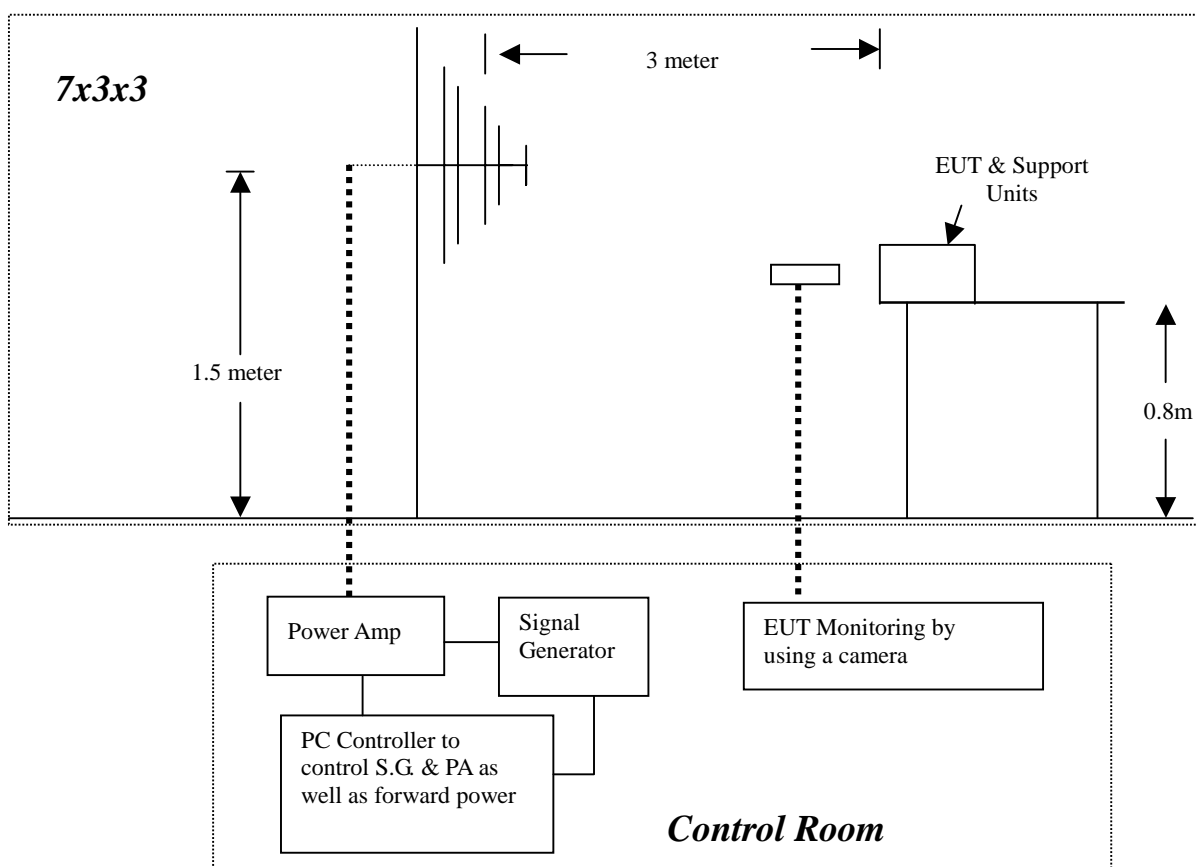 3 meter
7x3x3
EUT & Support
Units
1.5 meter
0.8m
Power Amp
Signal
Generator
EUT Monitoring by
using a camera
PC Controller to
control S.G. & PA as
well as forward power
Control Room